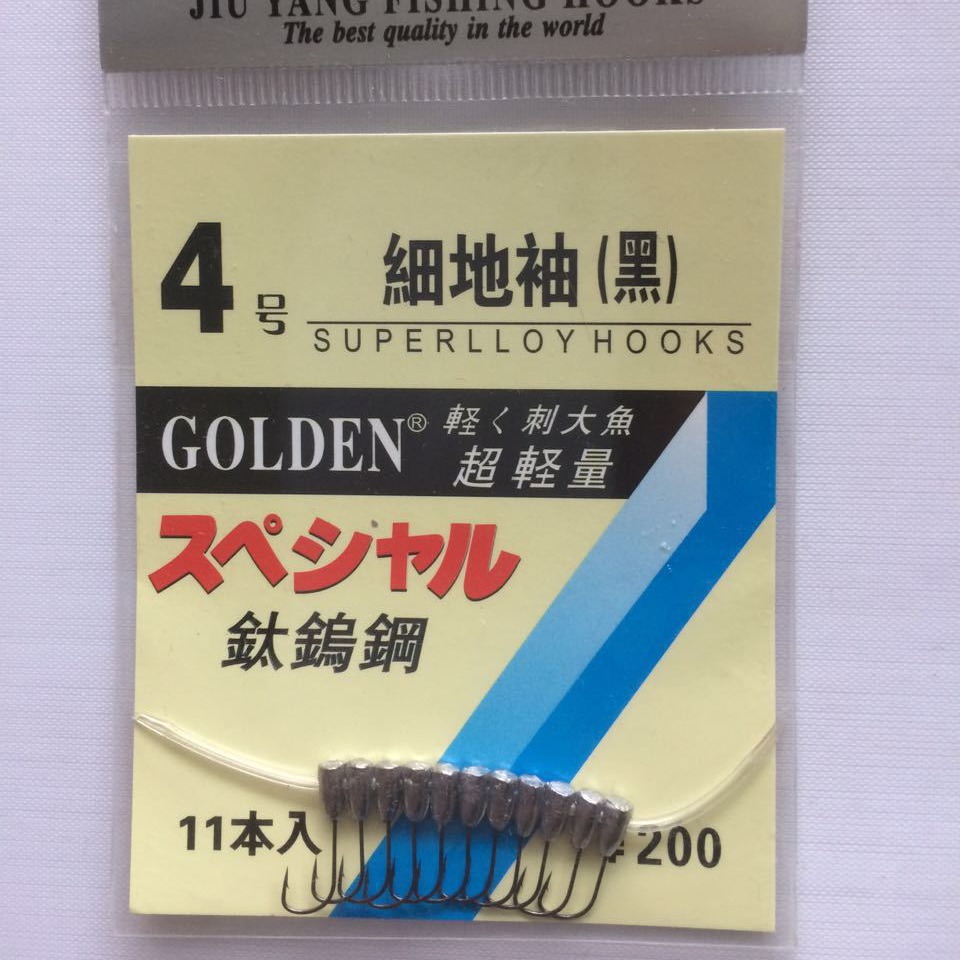 JIU YANG FISHING HOOKS
The best quality in the world
4号
細地袖(黑)
SUPERLLOY HOOKS
GOLDEN®
軽く刺大魚
超軽量
スペシャル
鈦鎢鋼
11本入
¥200